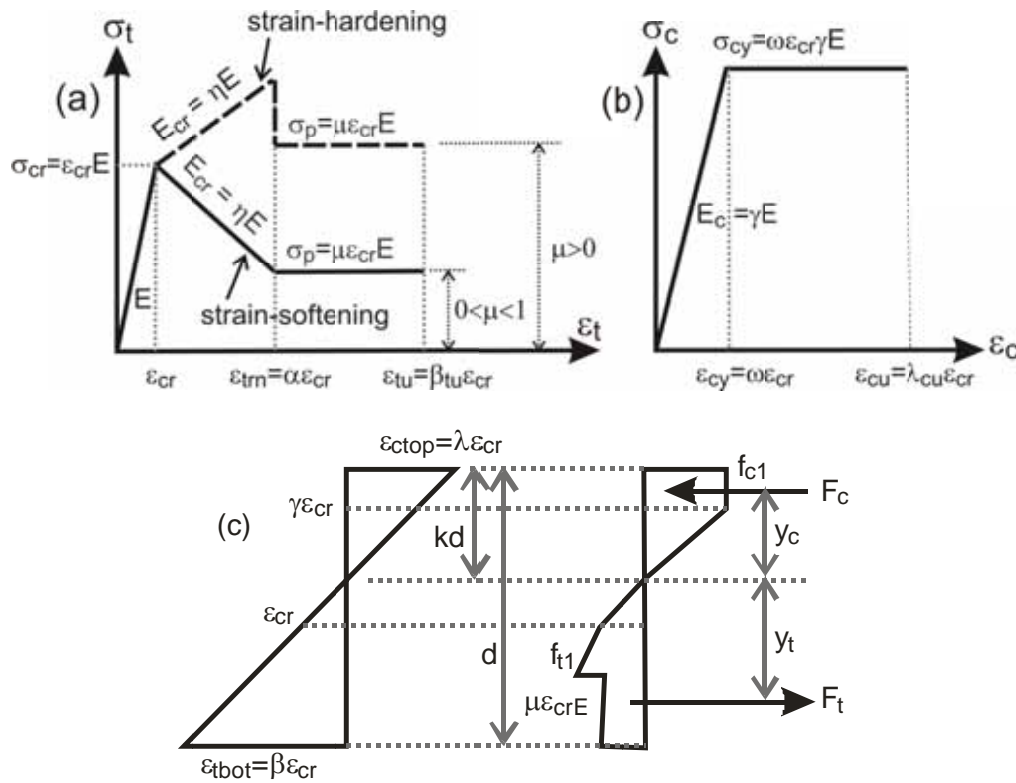 σt
strain-hardening
(a)
Ecr = ηE
σp=μεcrE
σcr=εcrE
Ecr = ηE
μ>0
σp=μεcrE
E
strain-softening
0<μ<1
εt
εcr
εtrn=αεcr
εtu=βtuεcr
σc
σcy=ωεcrγE
(b)
Ec =γE
εc
εcy=ωεcr
εcu=λcuεcr
εctop=λεcr
fc1
Fc
(c)
γεcr
kd
yc
εcr
d
ft1
yt
μεcrE
Ft
εtbot=βεcr